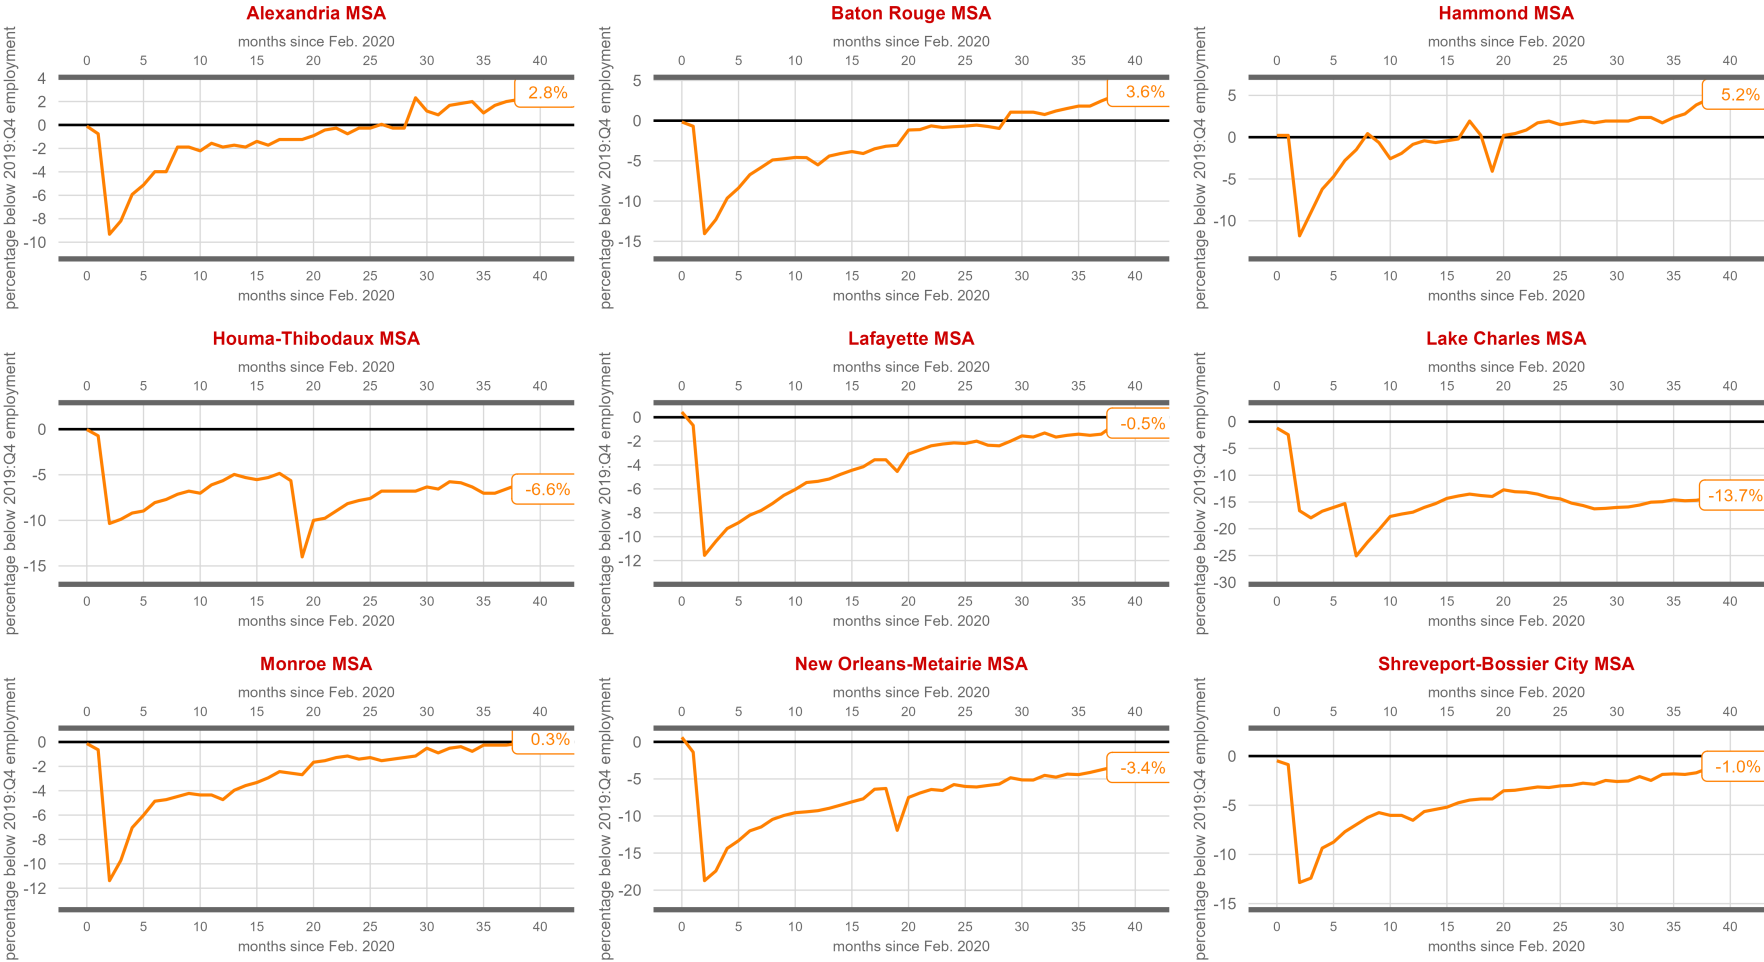 Alexandria MSA
months since Feb. 2020
0 5 10 15 20 25 30 35 40
percentage below 2019:Q4 employment
4
2
0
-2
-4
-6
-8
-10
2.8%
0 5 10 15 20 25 30 35 40
months since Feb. 2020
Baton Rouge MSA
months since Feb. 2020
0 5 10 15 20 25 30 35 40
percentage below 2019:Q4 employment
5
0
-5
-10
-15
3.6%
0 5 10 15 20 25 30 35 40
months since Feb. 2020
Hammond MSA
months since Feb. 2020
0 5 10 15 20 25 30 35 40
percentage below 2019:Q4 employment
5
0
-5
-10
5.2%
0 5 10 15 20 25 30 35 40
months since Feb. 2020
Houma-Thibodaux MSA
months since Feb. 2020
0 5 10 15 20 25 30 35 40
percentage below 2019:Q4 employment
0
-5
-10
-15
-6.6%
0 5 10 15 20 25 30 35 40
months since Feb. 2020
Lafayette MSA
months since Feb. 2020
0 5 10 15 20 25 30 35 40
percentage below 2019:Q4 employment
0
-2
-4
-6
-8
-10
-12
-0.5%
0 5 10 15 20 25 30 35 40
months since Feb. 2020
Lake Charles MSA
months since Feb. 2020
0 5 10 15 20 25 30 35 40
percentage below 2019:Q4 employment
0
-5
-10
-15
-20
-25
-30
-13.7%
0 5 10 15 20 25 30 35 40
months since Feb. 2020
Monroe MSA
months since Feb. 2020
0 5 10 15 20 25 30 35 40
percentage below 2019:Q4 employment
0
-2
-4
-6
-8
-10
-12
0.3%
0 5 10 15 20 25 30 35 40
months since Feb. 2020
New Orleans-Metairie MSA
months since Feb. 2020
0 5 10 15 20 25 30 35 40
percentage below 2019:Q4 employment
0
-5
-10
-15
-20
-3.4%
0 5 10 15 20 25 30 35 40
months since Feb. 2020
Shreveport-Bossier City MSA
months since Feb. 2020
0 5 10 15 20 25 30 35 40
percentage below 2019:Q4 employment
0
-5
-10
-15
-1.0%
0 5 10 15 20 25 30 35 40
months since Feb. 2020